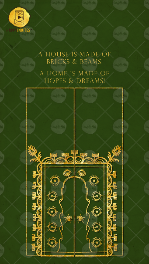 A HOUSE IS MADE OF
BRICKS & BEAMS
A HOME IS MADE OF
HOPES & DREAMS!